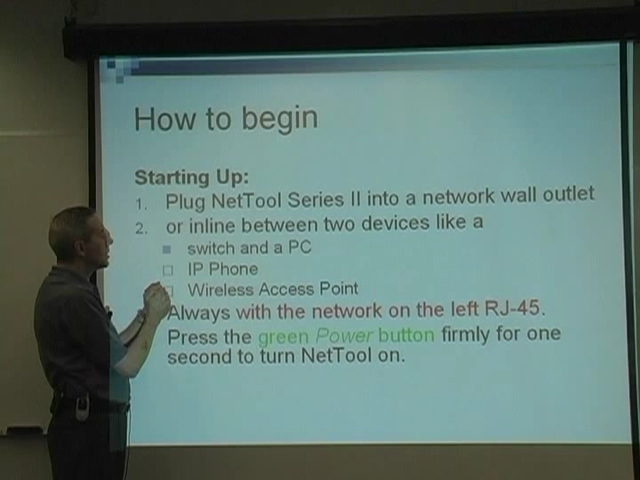 How to begin
Starting Up:
1. Plug NetTool Series II into a network wall outlet
2. or inline between two devices like a
switch and a PC
IP Phone
Wireless Access Point
Always with the network on the left RJ-45.
Press the green Power button firmly for one
second to turn NetTool on.